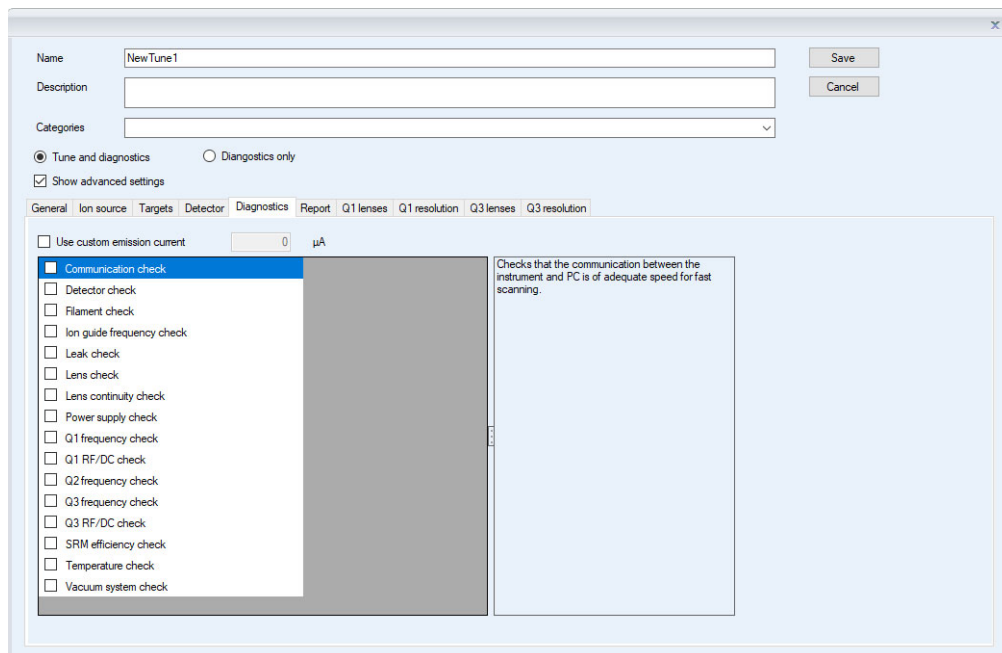 x
Name NewTune1 Save
Description Cancel
Categories
Tune and diagnostics Diangostics only
Show advanced settings
General Ion source Targets Detector Diagnostics Report Q1 lenses Q1 resolution Q3 lenses Q3 resolution
Use custom emission current 0 µA
Communication check
Detector check
Filament check
Ion guide frequency check
Leak check
Lens check
Lens continuity check
Power supply check
Q1 frequency check
Q1 RF/DC check
Q2 frequency check
Q3 frequency check
Q3 RF/DC check
SRM efficiency check
Temperature check
Vacuum system check
Checks that the communication between the
instrument and PC is of adequate speed for fast
scanning.